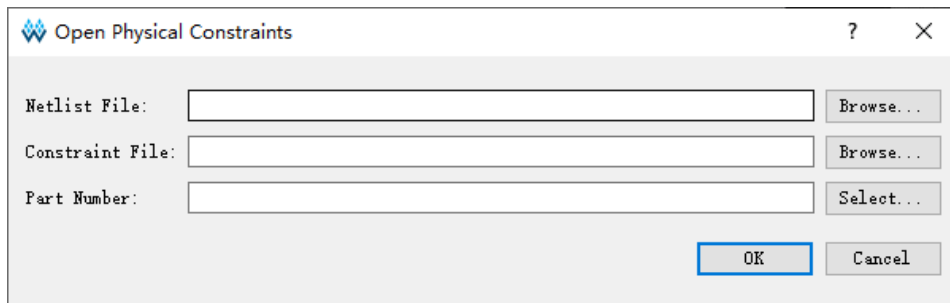 Open Physical Constraints ?
Netlist File: Browse...
Constraint File: Browse...
Part Number: Select...
OK Cancel